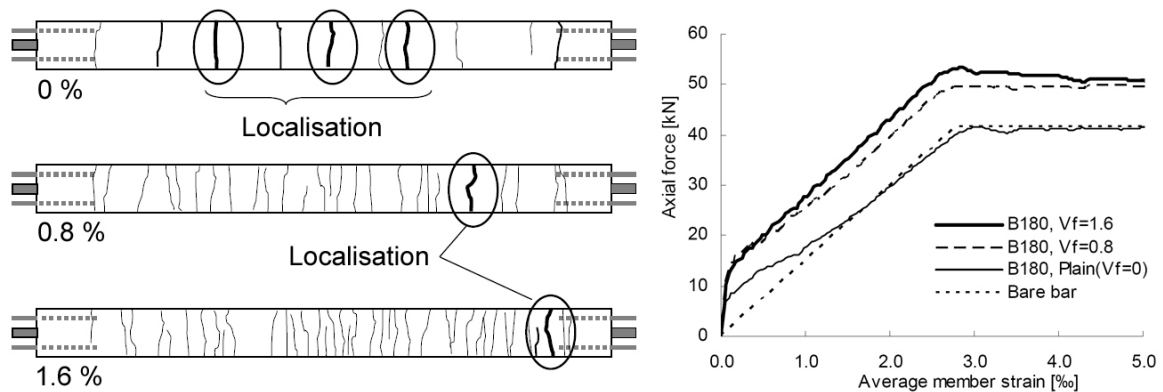 0 %
Localisation
0.8 %
Localisation
1.6 %
Axial force [kN]
60
50
40
30
20
10
0
B180, Vf=1.6
B180, Vf=0.8
B180, Plain(Vf=0)
Bare bar
0.0 1.0 2.0 3.0 4.0 5.0
Average member strain [‰]